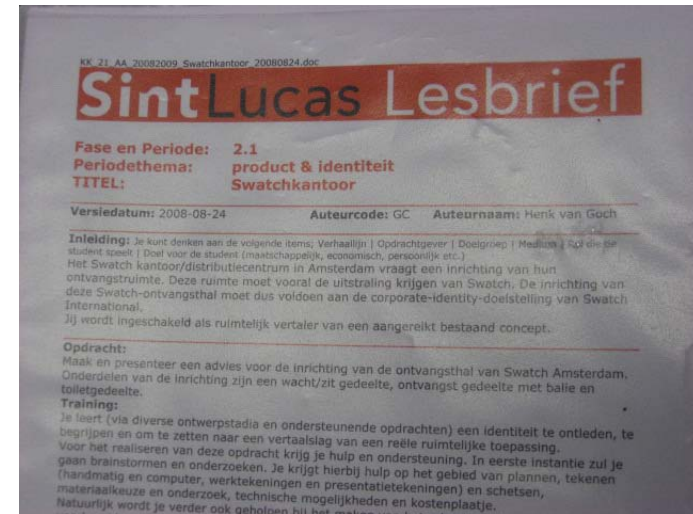 KK_21_AA_20082009_Swatchkantoor_20080824.doc
SintLucas Lesbrief
Fase en Periode: 2.1
Periodethema: product & identiteit
TITEL: Swatchkantoor
Versiedatum: 2008-08-24 Auteurcode: GC Auteurnaam: Henk van Goch
Inleiding: Je kunt denken aan de volgende items; Verhaallijn | Opdrachtgever | Doelgroep | Medium | Rol die de
student speelt | Doel voor de student (maatschappelijk, economisch, persoonlijk etc.)
Het Swatch kantoor/distributiecentrum in Amsterdam vraagt een inrichting van hun
ontvangstruimte. Deze ruimte moet vooral de uitstraling krijgen van Swatch. De inrichting van
deze Swatch-ontvangsthal moet dus voldoen aan de corporate-identity-doelstelling van Swatch
International.
Jij wordt ingeschakeld als ruimtelijk vertaler van een aangereikt bestaand concept.
Opdracht:
Maak en presenteer een advies voor de inrichting van de ontvangsthal van Swatch Amsterdam.
Onderdelen van de inrichting zijn een wacht/zit gedeelte, ontvangst gedeelte met balie en
toiletgedeelte.
Training:
Je leert (via diverse ontwerpstadia en ondersteunende opdrachten) een identiteit te ontleden, te
begrijpen en om te zetten naar een vertaalslag van een reële ruimtelijke toepassing.
Voor het realiseren van deze opdracht krijg je hulp en ondersteuning. In eerste instantie zul je
gaan brainstormen en onderzoeken. Je krijgt hierbij hulp op het gebied van plannen, tekenen
(handmatig en computer, werktekeningen en presentatietekeningen) en schetsen,
materiaalkeuze en onderzoek, technische mogelijkheden en kostenplaatje.
Natuurlijk wordt je verder ook geholpen bij het maken